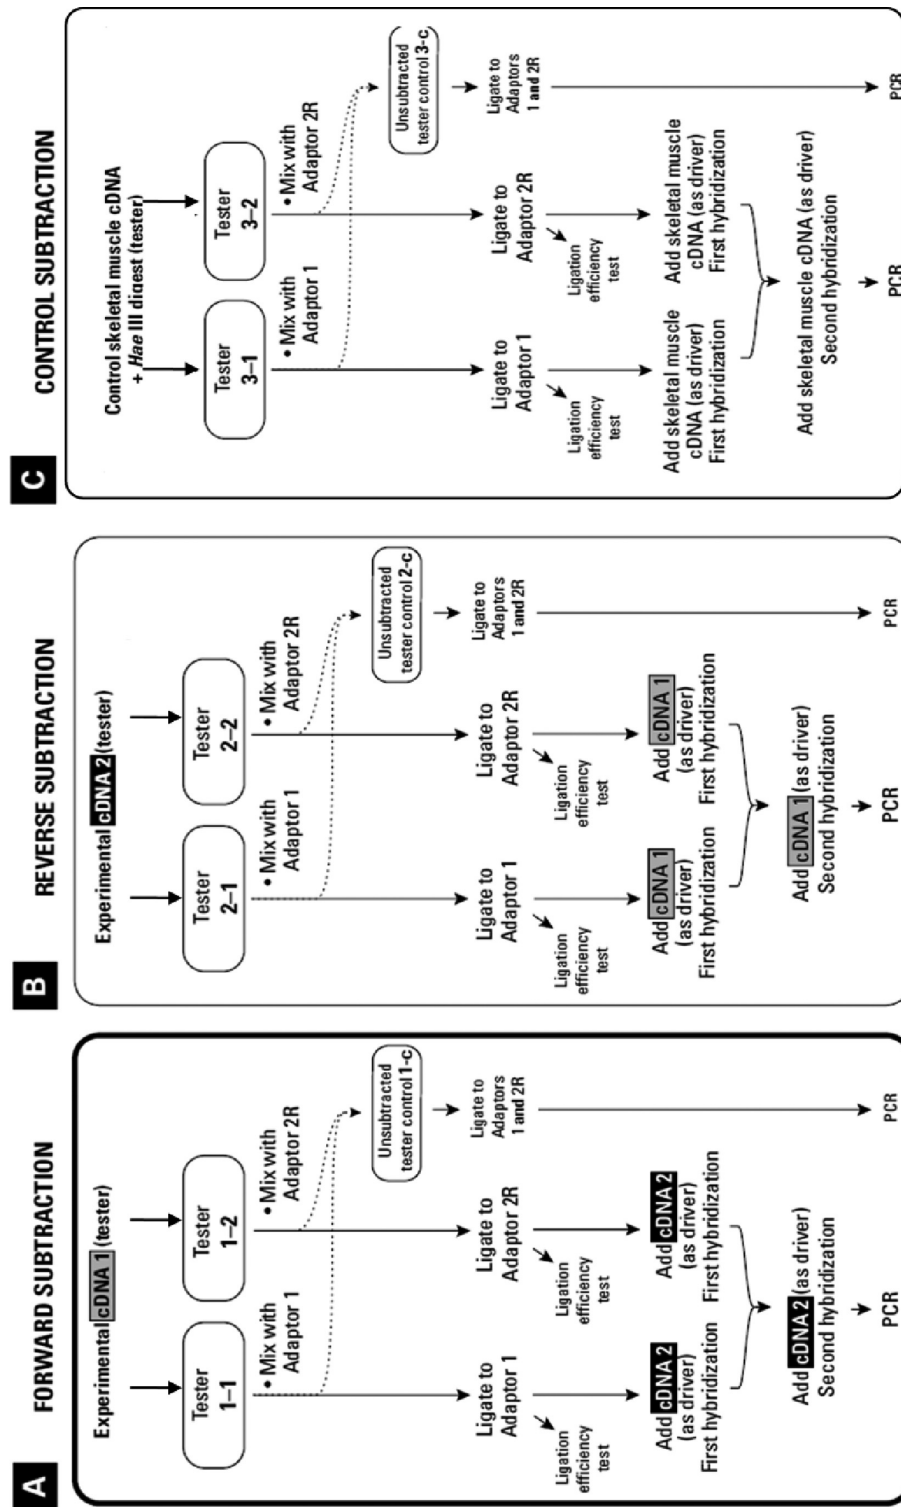 A
FORWARD SUBTRACTION
Experimental cDNA 1 (tester)
Tester
1–1
Tester
1–2
• Mix with
Adaptor 1
• Mix with
Adaptor 2R
Unsubtracted
tester control 1-c
Ligate to
Adaptor 1
Ligate to
Adaptor 2R
Ligate to
Adaptors
1 and 2R
Ligation
efficiency
test
Ligation
efficiency
test
Add cDNA 2
(as driver)
First hybridization
Add cDNA 2
(as driver)
First hybridization
Add cDNA 2 (as driver)
Second hybridization
PCR
PCR
B
REVERSE SUBTRACTION
Experimental cDNA 2 (tester)
Tester
2–1
Tester
2–2
• Mix with
Adaptor 1
• Mix with
Adaptor 2R
Unsubtracted
tester control 2-c
Ligate to
Adaptor 1
Ligate to
Adaptor 2R
Ligate to
Adaptors
1 and 2R
Ligation
efficiency
test
Ligation
efficiency
test
Add cDNA 1
(as driver)
First hybridization
Add cDNA 1
(as driver)
First hybridization
Add cDNA 1 (as driver)
Second hybridization
PCR
PCR
C
CONTROL SUBTRACTION
Control skeletal muscle cDNA
+ Hae III digest (tester)
Tester
3–1
Tester
3–2
• Mix with
Adaptor 1
• Mix with
Adaptor 2R
Unsubtracted
tester control 3-c
Ligate to
Adaptor 1
Ligate to
Adaptor 2R
Ligate to
Adaptors
1 and 2R
Ligation
efficiency
test
Ligation
efficiency
test
Add skeletal muscle
cDNA (as driver)
First hybridization
Add skeletal muscle
cDNA (as driver)
First hybridization
Add skeletal muscle cDNA (as driver)
Second hybridization
PCR
PCR